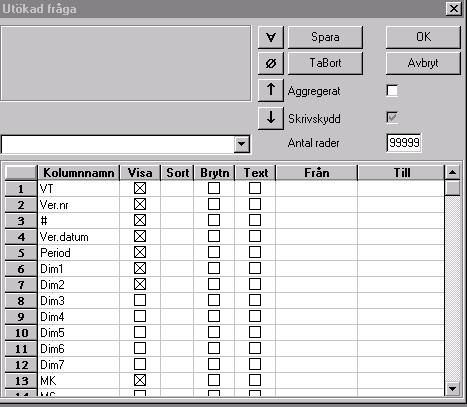 Utökad fråga
∀ Spara OK
Ø TaBort Avbryt
↑ Aggregerat
↓ Skrivskydd
Antal rader 99999
Kolumnnamn Visa Sort Brytn Text Från Till
1 VT
2 Ver.nr
3 #
4 Ver.datum
5 Period
6 Dim1
7 Dim2
8 Dim3
9 Dim4
10 Dim5
11 Dim6
12 Dim7
13 MK